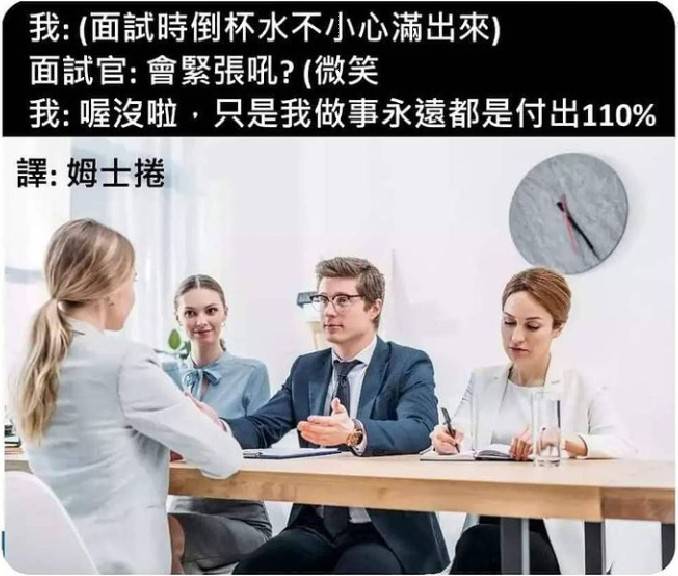 我: (面試時倒杯水不小心滿出來)
面試官: 會緊張吼? (微笑
我: 喔沒啦，只是我做事永遠都是付出110%
譯: 姆士捲